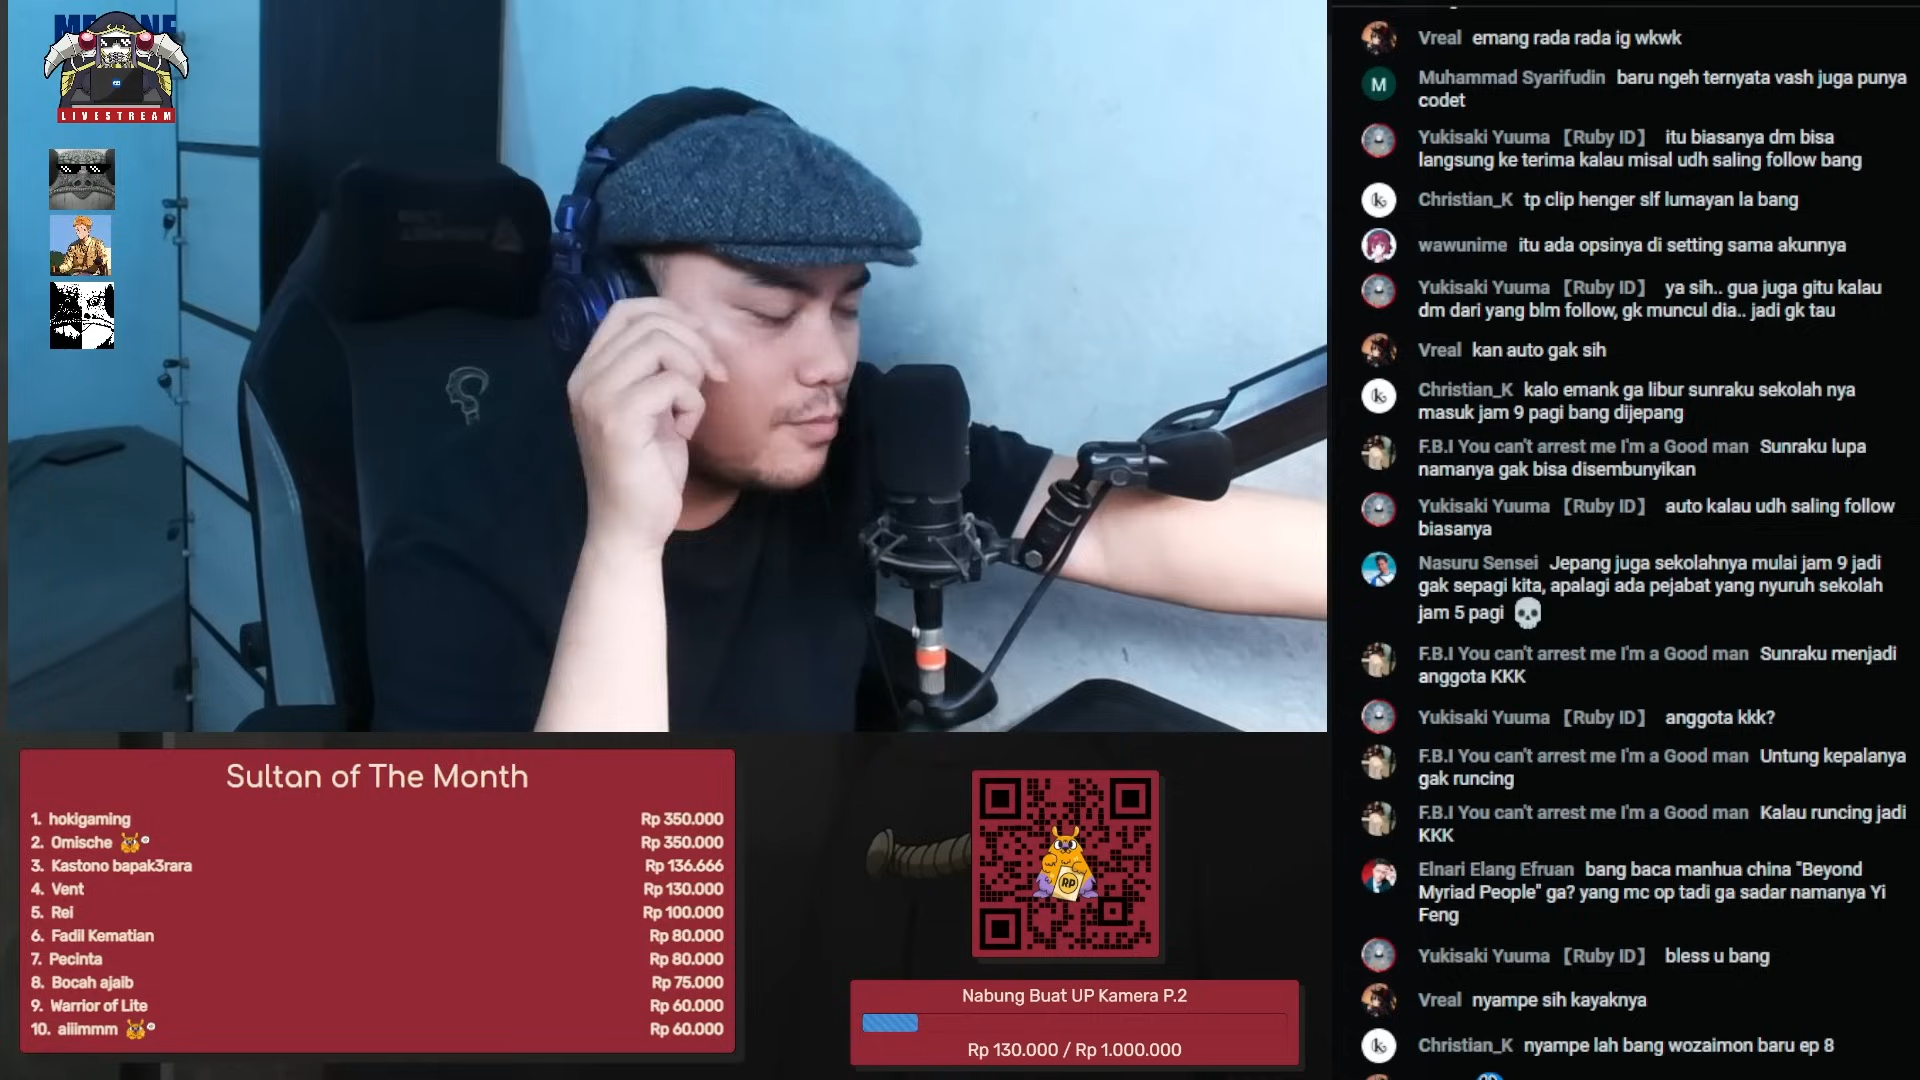 LIVESTREAM
Sultan of The Month
1. hokigaming Rp 350.000
2. Omische Rp 350.000
3. Kastono bapak3rara Rp 136.666
4. Vent Rp 130.000
5. Rei Rp 100.000
6. Fadil Kematian Rp 80.000
7. Pecinta Rp 80.000
8. Bocah ajaib Rp 75.000
9. Warrior of Lite Rp 60.000
10. aliimmm Rp 60.000
RP
Nabung Buat UP Kamera P.2
Rp 130.000 / Rp 1.000.000
Vreal emang rada rada ig wkwk
M
Muhammad Syarifudin baru ngeh ternyata vash juga punya
codet
Yukisaki Yuuma 【Ruby ID】 itu biasanya dm bisa
langsung ke terima kalau misal udh saling follow bang
Christian_K tp clip henger slf lumayan la bang
wawunime itu ada opsinya di setting sama akunnya
Yukisaki Yuuma 【Ruby ID】 ya sih.. gua juga gitu kalau
dm dari yang blm follow, gk muncul dia.. jadi gk tau
Vreal kan auto gak sih
Christian_K kalo emank ga libur sunraku sekolah nya
masuk jam 9 pagi bang dijepang
F.B.I You can't arrest me I'm a Good man Sunraku lupa
namanya gak bisa disembunyikan
Yukisaki Yuuma 【Ruby ID】 auto kalau udh saling follow
biasanya
Nasuru Sensei Jepang juga sekolahnya mulai jam 9 jadi
gak sepagi kita, apalagi ada pejabat yang nyuruh sekolah
jam 5 pagi 💀
F.B.I You can't arrest me I'm a Good man Sunraku menjadi
anggota KKK
Yukisaki Yuuma 【Ruby ID】 anggota kkk?
F.B.I You can't arrest me I'm a Good man Untung kepalanya
gak runcing
F.B.I You can't arrest me I'm a Good man Kalau runcing jadi
KKK
Elnari Elang Efruan bang baca manhua china "Beyond
Myriad People" ga? yang mc op tadi ga sadar namanya Yi
Feng
Yukisaki Yuuma 【Ruby ID】 bless u bang
Vreal nyampe sih kayaknya
Christian_K nyampe lah bang wozaimon baru ep 8